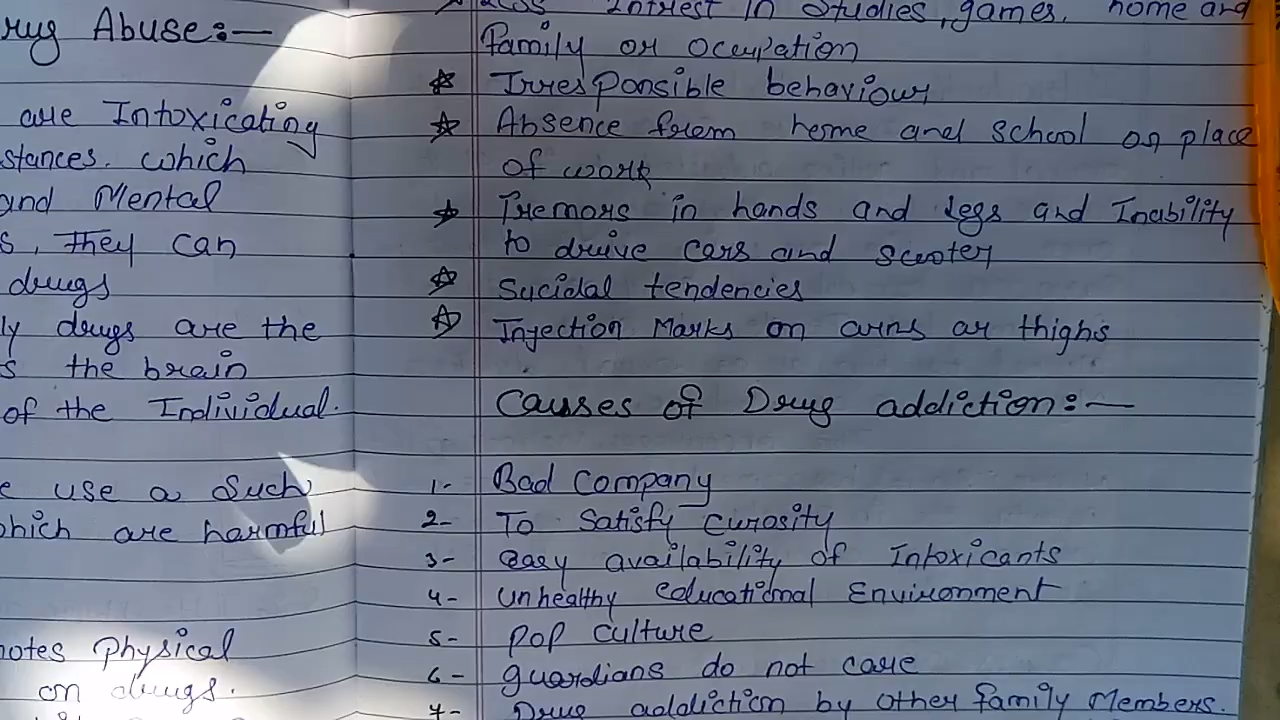 Abuse:—
are Intoxicating
stances. which
and Mental
s, They can
drugs
ly drugs are the
s the brain
of the Individual.
e use a Such
which are harmful
notes Physical
on drugs.
Less Intrest In Studies, games, home and
Family or Occupation
☆ Irresponsible behaviour
☆ Absence from home and school or place
of work
☆ Tremors in hands and legs and Inability
to drive cars and scooter
☆ Sucidal tendencies
☆ Injection Marks on arms or thighs
Causes of Drug addiction:—
1- Bad Company
2- To Satisfy Curosity
3- easy availability of Intoxicants
4- unhealthy educational Environment
5- pop culture
6- guardians do not care
7- Drug addiction by other family Members.